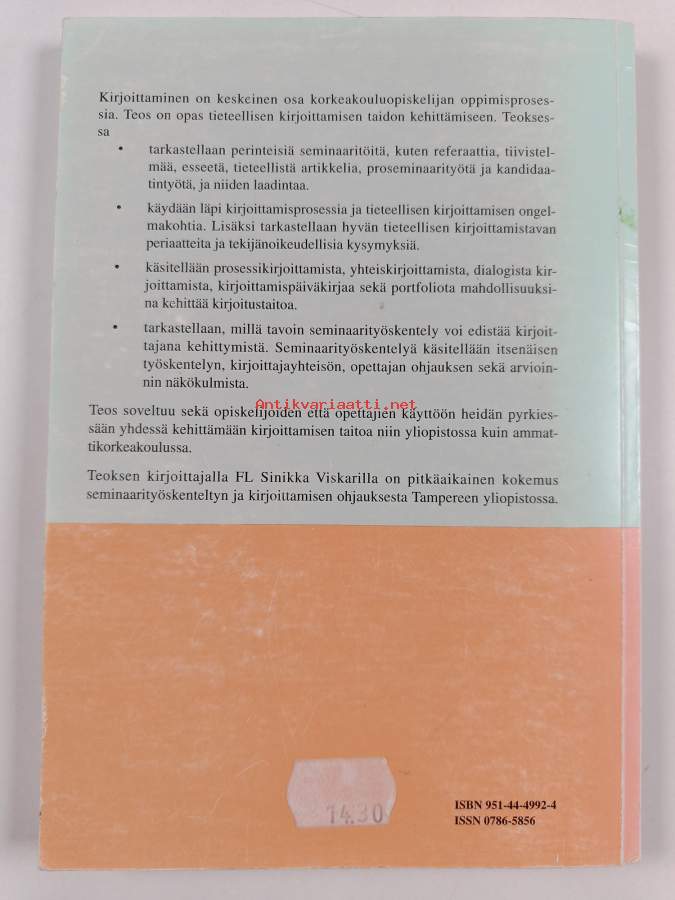 Kirjoittaminen on keskeinen osa korkeakouluopiskelijan oppimisproses-
sia. Teos on opas tieteellisen kirjoittamisen taidon kehittämiseen. Teokses-
sa
• tarkastellaan perinteisiä seminaaritöitä, kuten referaattia, tiivistel-
mää, esseetä, tieteellistä artikkelia, proseminaarityötä ja kandidaa-
tintyötä, ja niiden laadintaa.
• käydään läpi kirjoittamisprosessia ja tieteellisen kirjoittamisen ongel-
makohtia. Lisäksi tarkastellaan hyvän tieteellisen kirjoittamistavan
periaatteita ja tekijänoikeudellisia kysymyksiä.
• käsitellään prosessikirjoittamista, yhteiskirjoittamista, dialogista kir-
joittamista, kirjoittamispäiväkirjaa sekä portfoliota mahdollisuuksi-
na kehittää kirjoitustaitoa.
• tarkastellaan, millä tavoin seminaarityöskentely voi edistää kirjoit-
tajana kehittymistä. Seminaarityöskentelyä käsitellään itsenäisen
työskentelyn, kirjoittajayhteisön, opettajan ohjauksen sekä arvioin-
nin näkökulmista.
Antikvariaatti.net
Teos soveltuu sekä opiskelijoiden että opettajien käyttöön heidän pyrkies-
sään yhdessä kehittämään kirjoittamisen taitoa niin yliopistossa kuin ammat-
tikorkeakoulussa.
Teoksen kirjoittajalla FL Sinikka Viskarilla on pitkäaikainen kokemus
seminaarityöskenteltyn ja kirjoittamisen ohjauksesta Tampereen yliopistossa.
14.30
ISBN 951-44-4992-4
ISSN 0786-5856